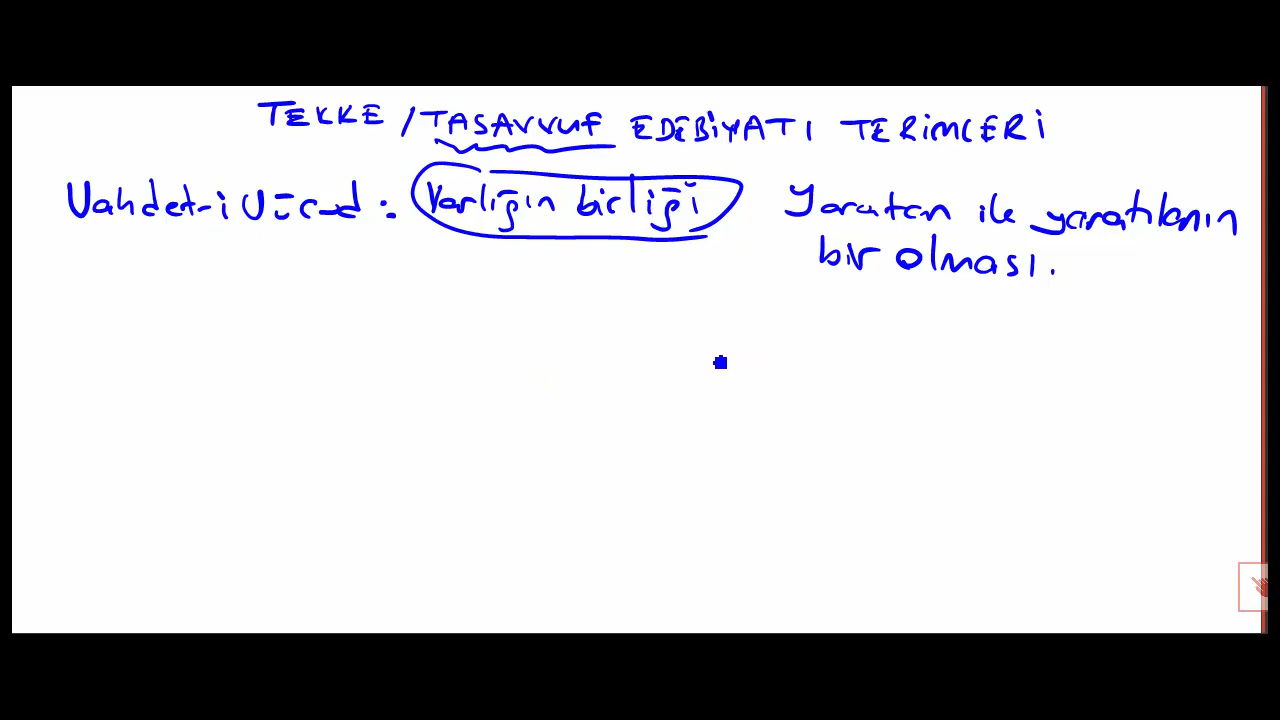 TEKKE / TASAVVUF EDEBİYATI TERİMLERİ
Vahdet-i Vücud : Varlığın birliği Yaratan ile yaratılanın
bir olması.